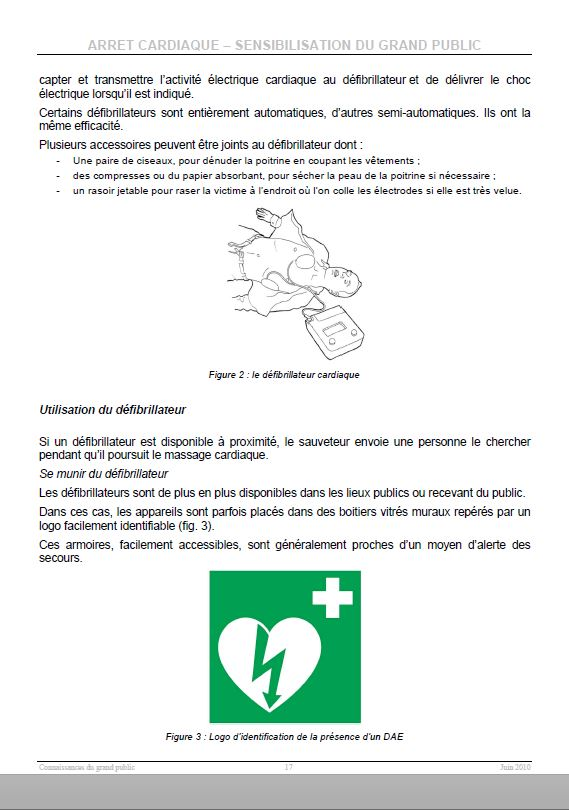 ARRET CARDIAQUE – SENSIBILISATION DU GRAND PUBLIC
capter et transmettre l'activité électrique cardiaque au défibrillateur et de délivrer le choc
électrique lorsqu'il est indiqué.
Certains défibrillateurs sont entièrement automatiques, d'autres semi-automatiques. Ils ont la
même efficacité.
Plusieurs accessoires peuvent être joints au défibrillateur dont :
- Une paire de ciseaux, pour dénuder la poitrine en coupant les vêtements ;
- des compresses ou du papier absorbant, pour sécher la peau de la poitrine si nécessaire ;
- un rasoir jetable pour raser la victime à l'endroit où l'on colle les électrodes si elle est très velue.
Figure 2 : le défibrillateur cardiaque
Utilisation du défibrillateur
Si un défibrillateur est disponible à proximité, le sauveteur envoie une personne le chercher
pendant qu'il poursuit le massage cardiaque.
Se munir du défibrillateur
Les défibrillateurs sont de plus en plus disponibles dans les lieux publics ou recevant du public.
Dans ces cas, les appareils sont parfois placés dans des boitiers vitrés muraux repérés par un
logo facilement identifiable (fig. 3).
Ces armoires, facilement accessibles, sont généralement proches d'un moyen d'alerte des
secours.
Figure 3 : Logo d'identification de la présence d'un DAE
Connaissances du grand public 17 Juin 2010